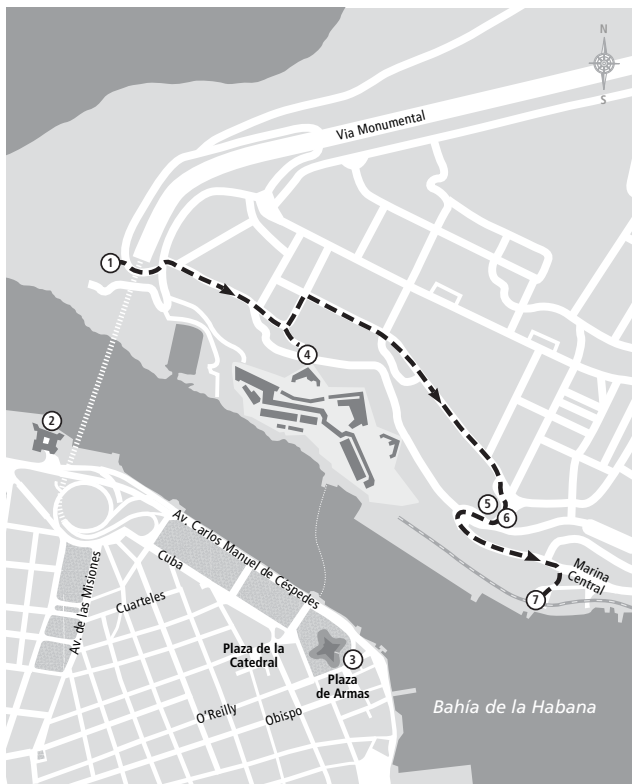 N
S
Via Monumental
1
4
2
5
6
Av. Carlos Manuel de Céspedes
Cuba
Marina
Central
7
Av. de las Misiones
Cuarteles
Plaza de la
Catedral
3
Plaza
de Armas
O'Reilly
Obispo
Bahía de la Habana